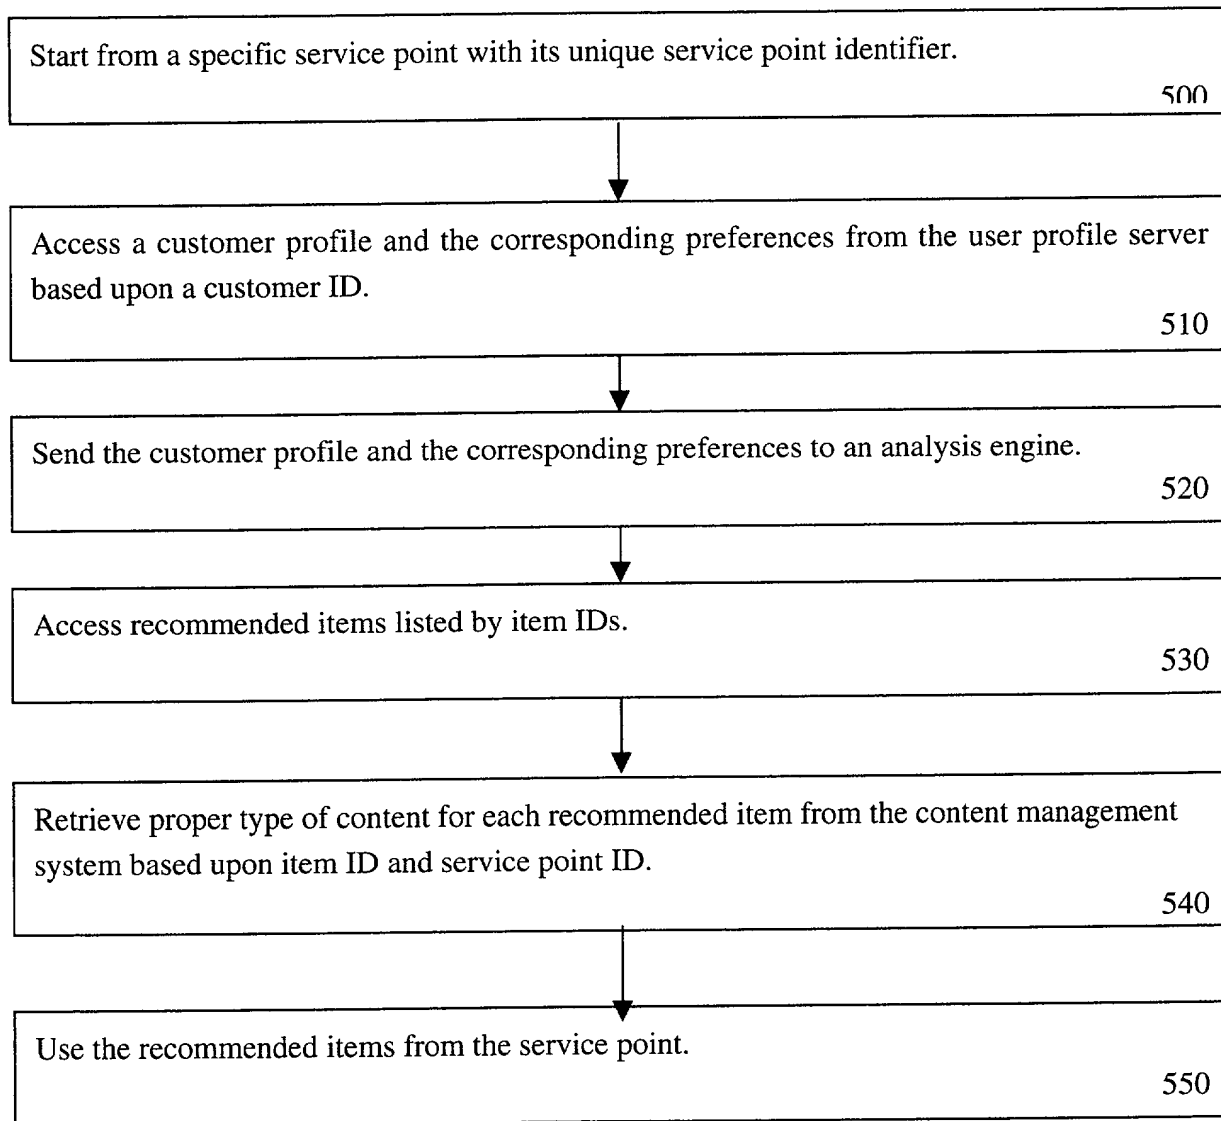 Start from a specific service point with its unique service point identifier.
500
Access a customer profile and the corresponding preferences from the user profile server
based upon a customer ID.
510
Send the customer profile and the corresponding preferences to an analysis engine.
520
Access recommended items listed by item IDs.
530
Retrieve proper type of content for each recommended item from the content management
system based upon item ID and service point ID.
540
Use the recommended items from the service point.
550